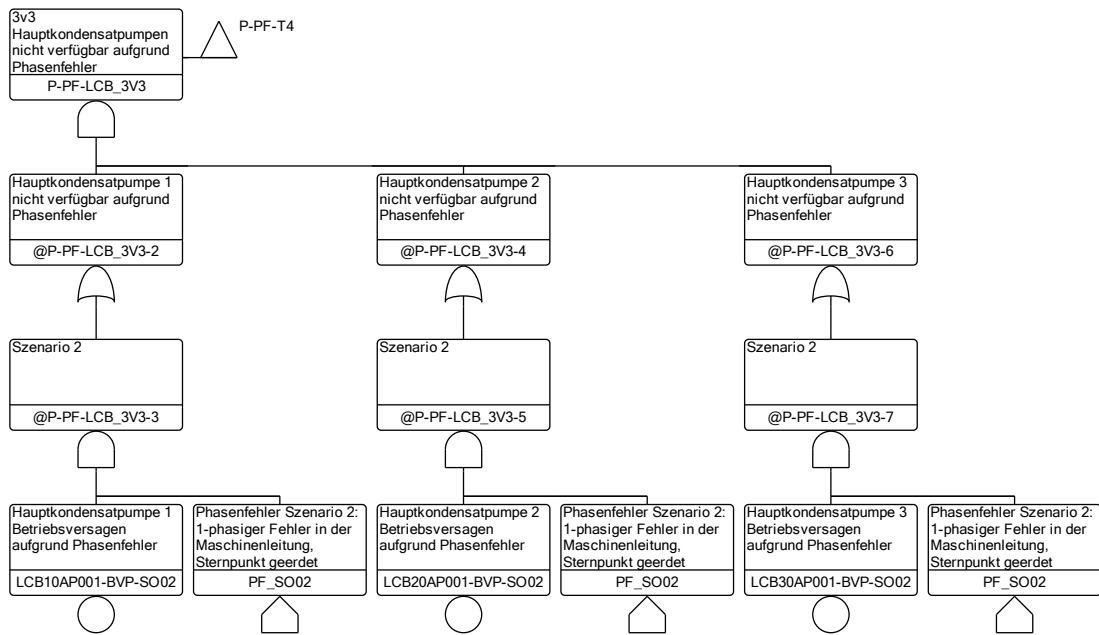 3v3
Hauptkondensatpumpen
nicht verfügbar aufgrund
Phasenfehler
P-PF-LCB_3V3
P-PF-T4
Hauptkondensatpumpe 1
nicht verfügbar aufgrund
Phasenfehler
@P-PF-LCB_3V3-2
Hauptkondensatpumpe 2
nicht verfügbar aufgrund
Phasenfehler
@P-PF-LCB_3V3-4
Hauptkondensatpumpe 3
nicht verfügbar aufgrund
Phasenfehler
@P-PF-LCB_3V3-6
Szenario 2
@P-PF-LCB_3V3-3
Szenario 2
@P-PF-LCB_3V3-5
Szenario 2
@P-PF-LCB_3V3-7
Hauptkondensatpumpe 1
Betriebsversagen
aufgrund Phasenfehler
LCB10AP001-BVP-SO02
Phasenfehler Szenario 2:
1-phasiger Fehler in der
Maschinenleitung,
Sternpunkt geerdet
PF_SO02
Hauptkondensatpumpe 2
Betriebsversagen
aufgrund Phasenfehler
LCB20AP001-BVP-SO02
Phasenfehler Szenario 2:
1-phasiger Fehler in der
Maschinenleitung,
Sternpunkt geerdet
PF_SO02
Hauptkondensatpumpe 3
Betriebsversagen
aufgrund Phasenfehler
LCB30AP001-BVP-SO02
Phasenfehler Szenario 2:
1-phasiger Fehler in der
Maschinenleitung,
Sternpunkt geerdet
PF_SO02